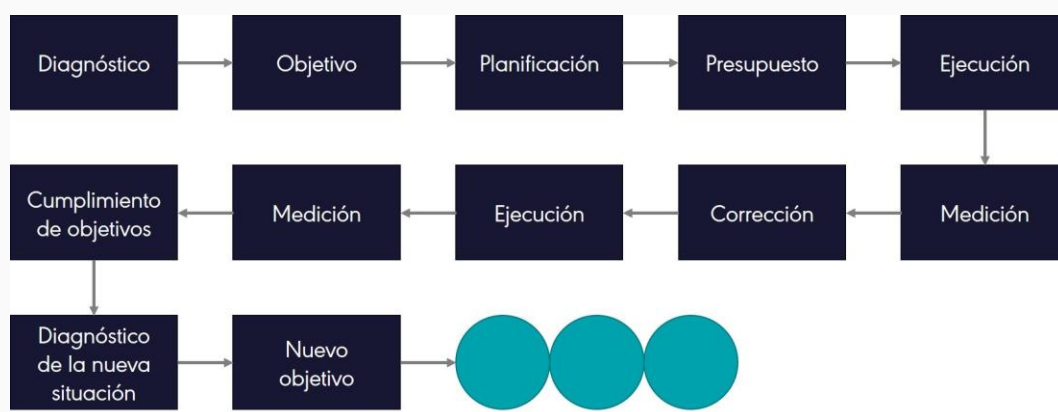 Diagnóstico
Objetivo
Planificación
Presupuesto
Ejecución
Medición
Corrección
Ejecución
Medición
Cumplimiento
de objetivos
Diagnóstico
de la nueva
situación
Nuevo
objetivo